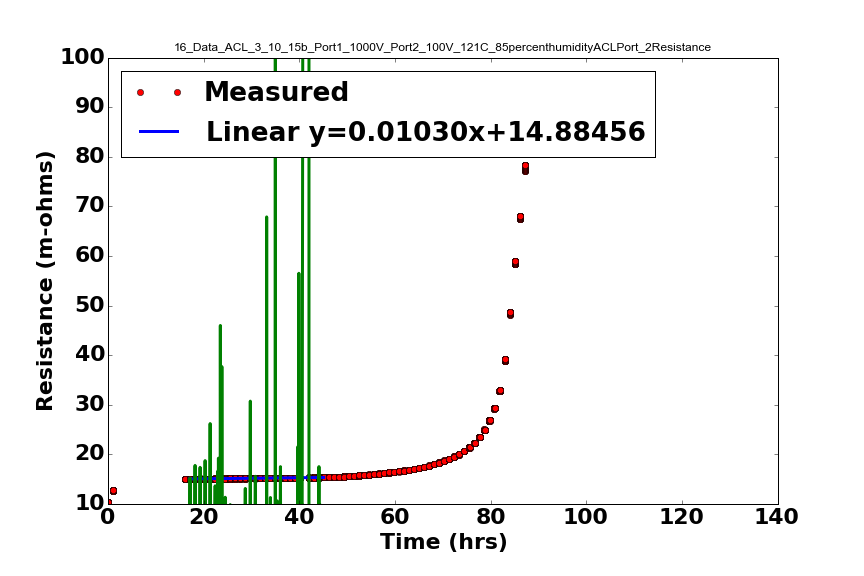 16_Data_ACL_3_10_15b_Port1_1000V_Port2_100V_121C_85percenthumidityACLPort_2Resistance
Measured
Linear y=0.01030x+14.88456
Resistance (m-ohms)
100
90
80
70
60
50
40
30
20
10
0 20 40 60 80 100 120 140
Time (hrs)